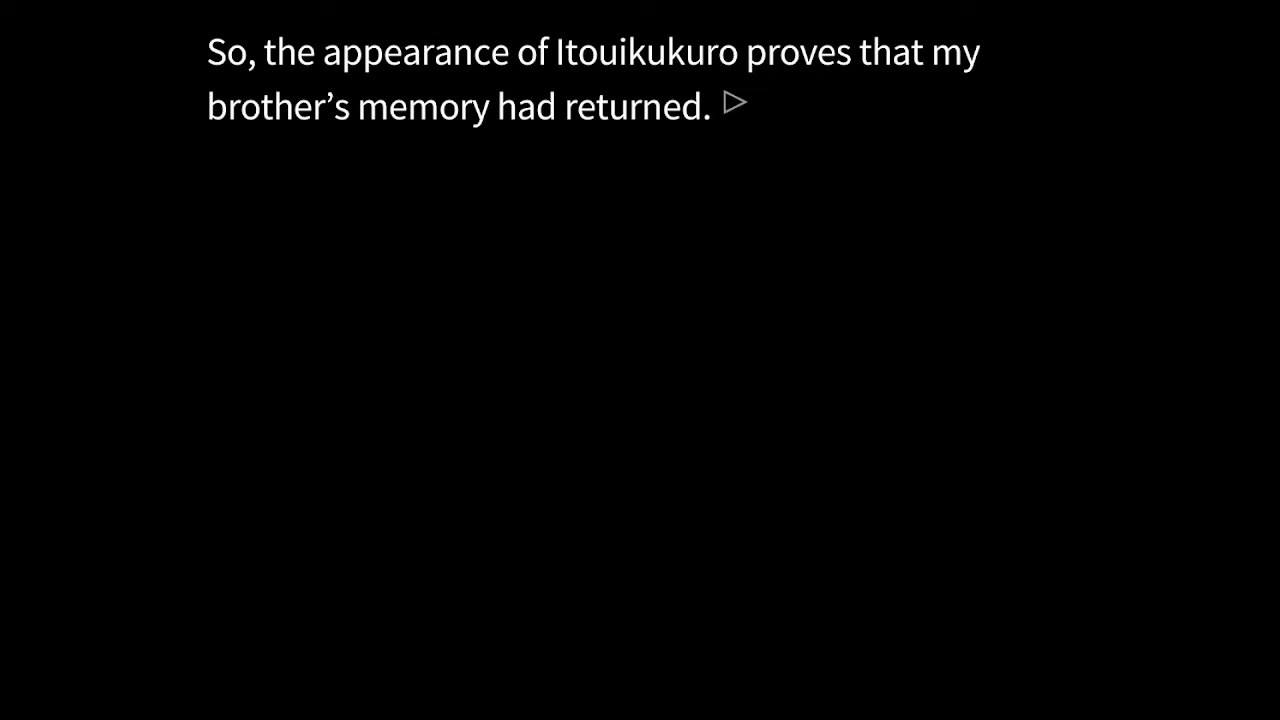 So, the appearance of Itouikukuro proves that my
brother’s memory had returned.